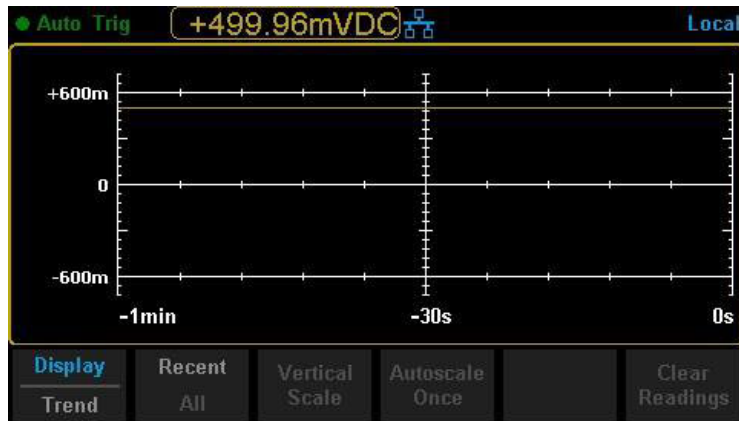 Auto Trig +499.96mVDC Local
+600m
0
-600m
-1min -30s 0s
Display Recent Vertical Autoscale Clear
Trend All Scale Once Readings